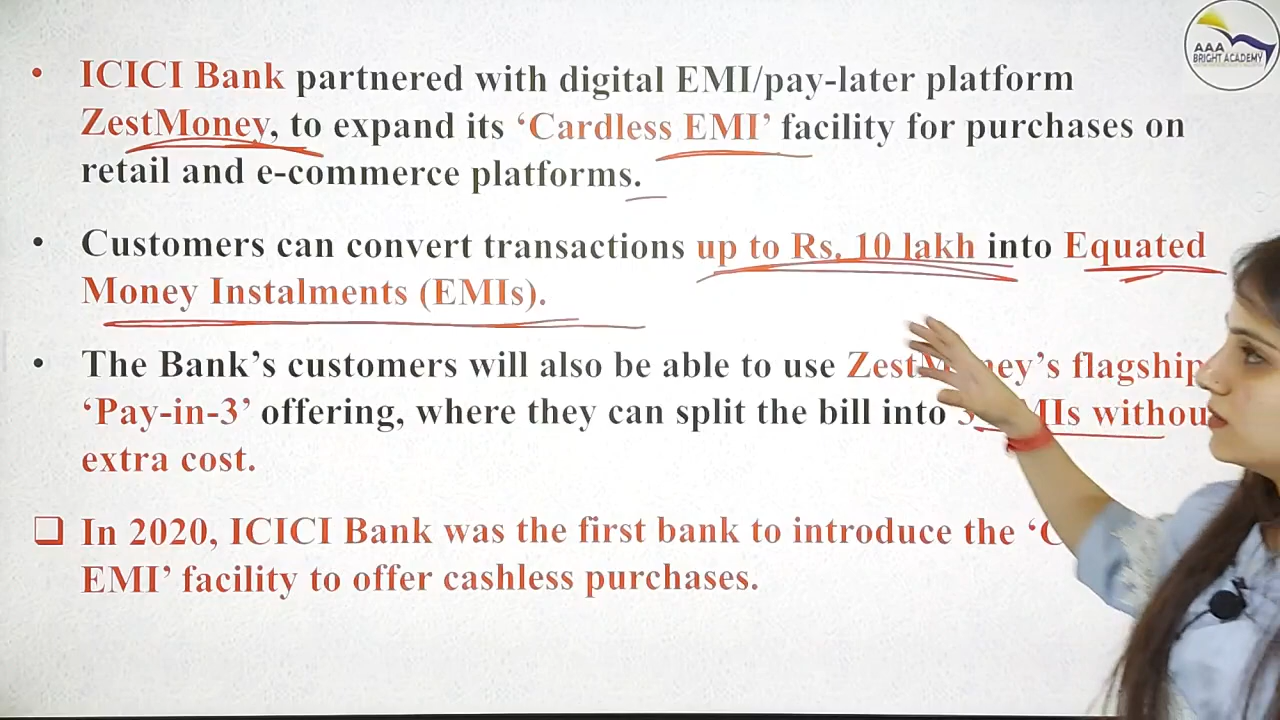 AAA
BRIGHT ACADEMY
• ICICI Bank partnered with digital EMI/pay-later platform
ZestMoney, to expand its ‘Cardless EMI’ facility for purchases on
retail and e-commerce platforms.
• Customers can convert transactions up to Rs. 10 lakh into Equated
Money Instalments (EMIs).
• The Bank’s customers will also be able to use flagship
‘Pay-in-3’ offering, where they can split the bill into 3
extra cost.
❑ In 2020, ICICI Bank was the first bank to introduce the
EMI’ facility to offer cashless purchases.